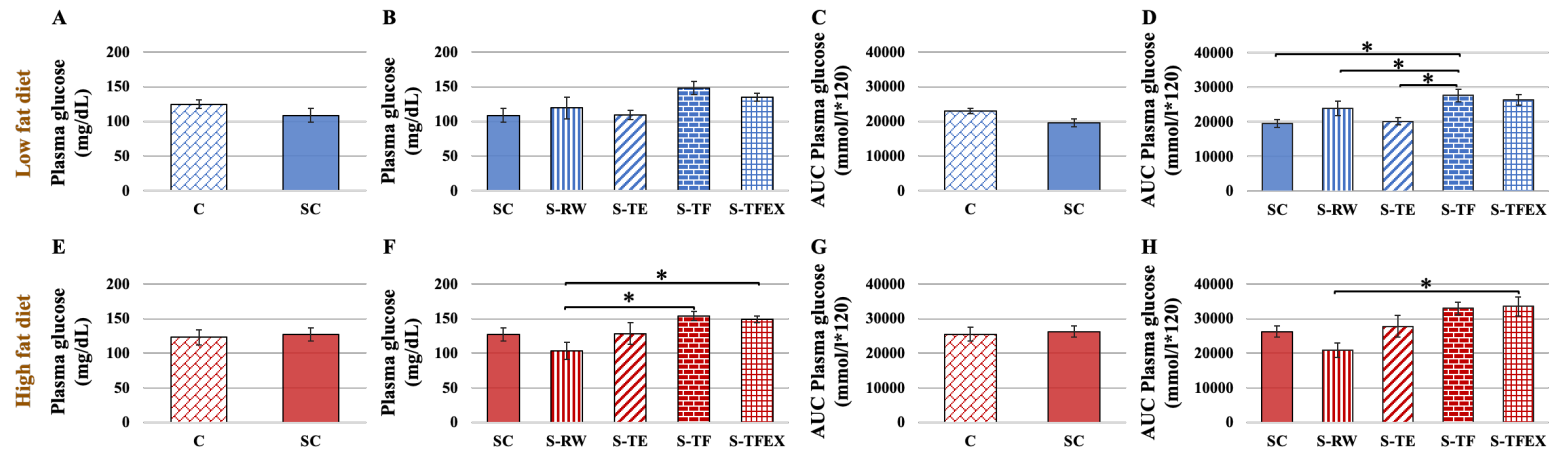 Low fat diet
A
Plasma glucose
(mg/dL)
200
150
100
50
0
C
SC
B
Plasma glucose
(mg/dL)
200
150
100
50
0
SC
S-RW
S-TE
S-TF
S-TFEX
C
AUC Plasma glucose
(mmol/l*120)
40000
30000
20000
10000
0
C
SC
D
AUC Plasma glucose
(mmol/l*120)
40000
30000
20000
10000
0
*
*
*
SC
S-RW
S-TE
S-TF
S-TFEX
High fat diet
E
Plasma glucose
(mg/dL)
200
150
100
50
0
C
SC
F
Plasma glucose
(mg/dL)
200
150
100
50
0
*
*
SC
S-RW
S-TE
S-TF
S-TFEX
G
AUC Plasma glucose
(mmol/l*120)
40000
30000
20000
10000
0
C
SC
H
AUC Plasma glucose
(mmol/l*120)
40000
30000
20000
10000
0
*
SC
S-RW
S-TE
S-TF
S-TFEX